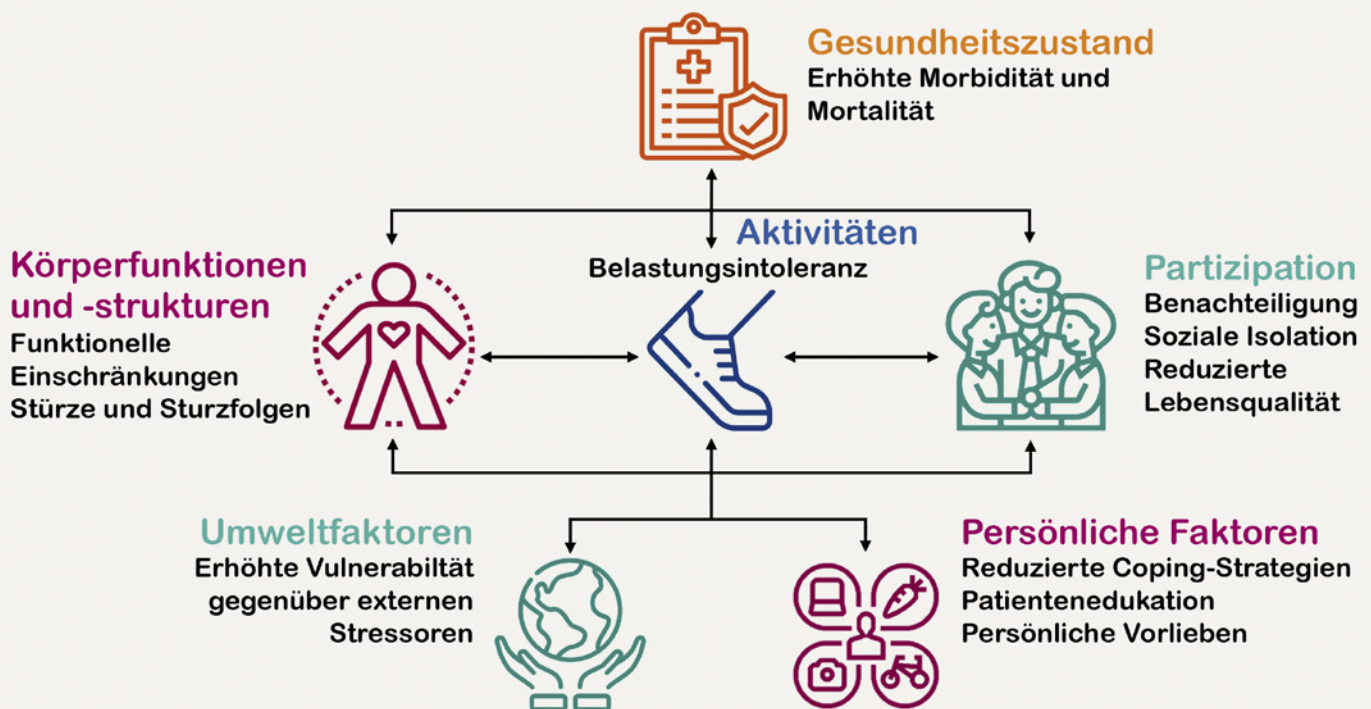 Gesundheitszustand
Erhöhte Morbidität und
Mortalität
Aktivitäten
Belastungsintoleranz
Körperfunktionen
und -strukturen
Funktionelle
Einschränkungen
Stürze und Sturzfolgen
Partizipation
Benachteiligung
Soziale Isolation
Reduzierte
Lebensqualität
Umweltfaktoren
Erhöhte Vulnerabiltät
gegenüber externen
Stressoren
Persönliche Faktoren
Reduzierte Coping-Strategien
Patientenedukation
Persönliche Vorlieben